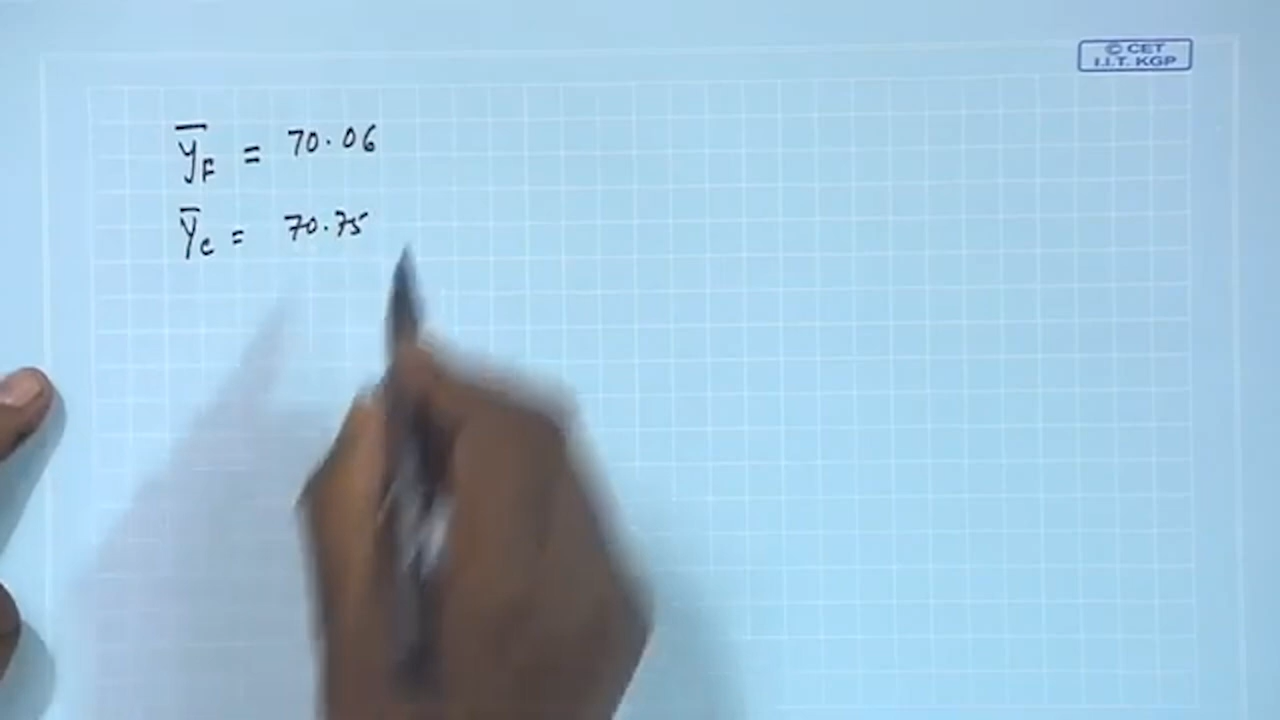 © CET
I.I.T. KGP
ȳF = 70.06
ȳc = 70.75